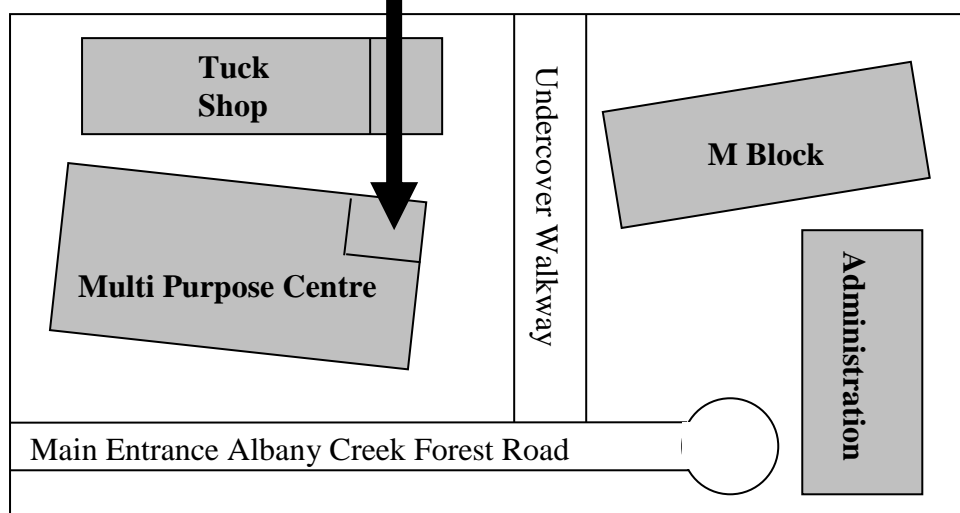 Tuck
Shop
Undercover Walkway
M Block
Multi Purpose Centre
Administration
Main Entrance Albany Creek Forest Road